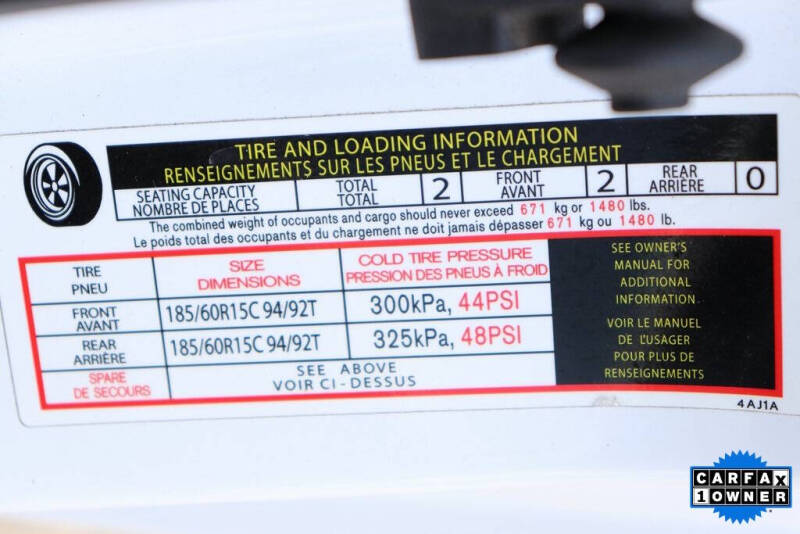 TIRE AND LOADING INFORMATION
RENSEIGNEMENTS SUR LES PNEUS ET LE CHARGEMENT
SEATING CAPACITY
NOMBRE DE PLACES
TOTAL
TOTAL
2
FRONT
AVANT
2
REAR
ARRIÈRE
0
The combined weight of occupants and cargo should never exceed 671 kg or 1480 lbs.
Le poids total des occupants et du chargement ne doit jamais dépasser 671 kg ou 1480 lb.
TIRE
PNEU
SIZE
DIMENSIONS
COLD TIRE PRESSURE
PRESSION DES PNEUS À FROID
FRONT
AVANT
185/60R15C 94/92T
300kPa, 44PSI
REAR
ARRIÈRE
185/60R15C 94/92T
325kPa, 48PSI
SPARE
DE SECOURS
SEE ABOVE
VOIR CI-DESSUS
SEE OWNER'S
MANUAL FOR
ADDITIONAL
INFORMATION
VOIR LE MANUEL
DE L'USAGER
POUR PLUS DE
RENSEIGNEMENTS
4AJ1A
CARFAX
1 OWNER